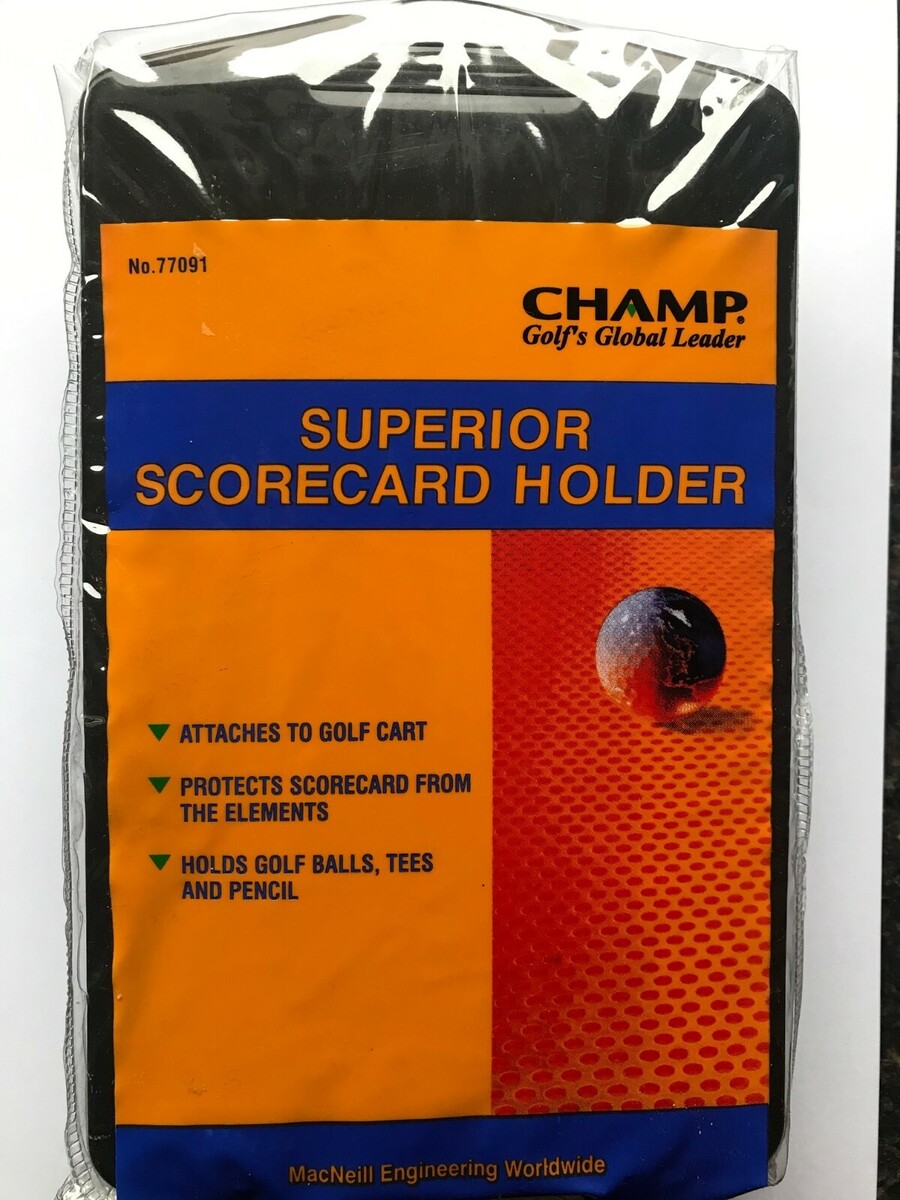 No.77091
CHAMP®
Golf's Global Leader
SUPERIOR
SCORECARD HOLDER
ATTACHES TO GOLF CART
PROTECTS SCORECARD FROM
THE ELEMENTS
HOLDS GOLF BALLS, TEES
AND PENCIL
MacNeill Engineering Worldwide